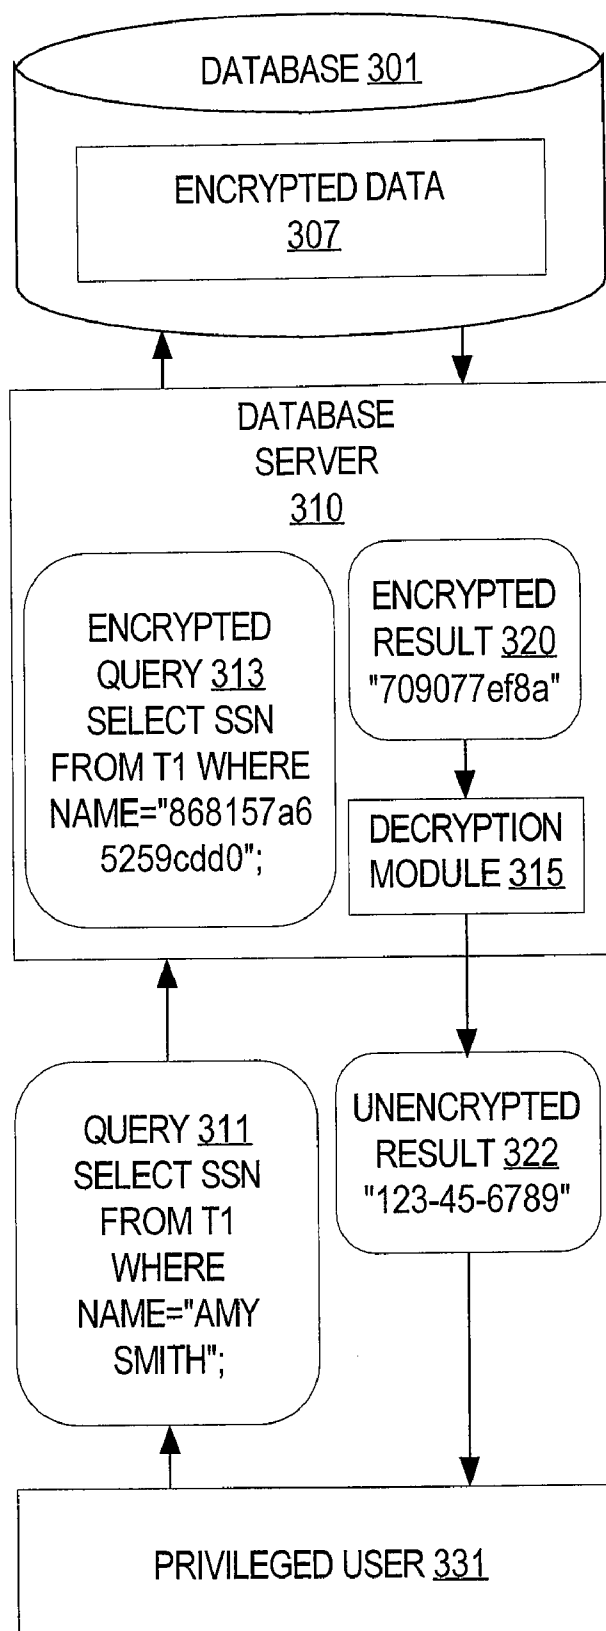 DATABASE 301
ENCRYPTED DATA
307
DATABASE
SERVER
310
ENCRYPTED
QUERY 313
SELECT SSN
FROM T1 WHERE
NAME="868157a6
5259cdd0";
ENCRYPTED
RESULT 320
"709077ef8a"
DECRYPTION
MODULE 315
QUERY 311
SELECT SSN
FROM T1
WHERE
NAME="AMY
SMITH";
UNENCRYPTED
RESULT 322
"123-45-6789"
PRIVILEGED USER 331